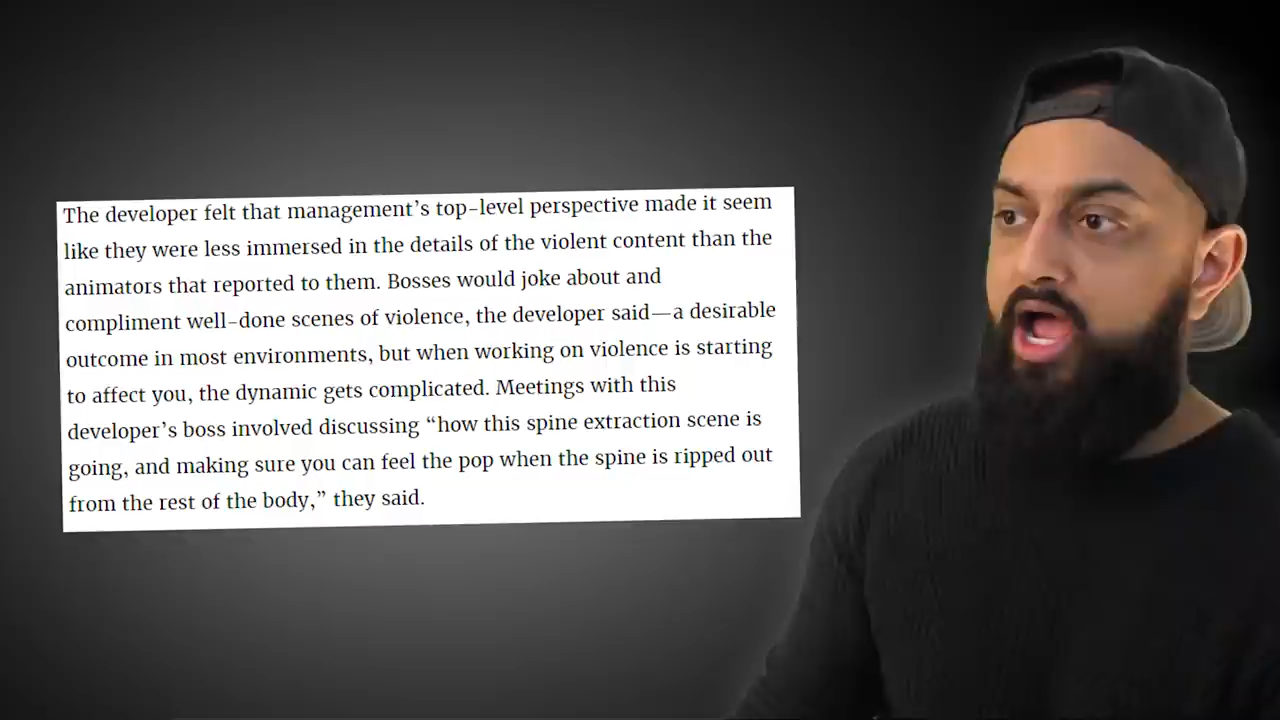 The developer felt that management’s top-level perspective made it seem
like they were less immersed in the details of the violent content than the
animators that reported to them. Bosses would joke about and
compliment well-done scenes of violence, the developer said—a desirable
outcome in most environments, but when working on violence is starting
to affect you, the dynamic gets complicated. Meetings with this
developer’s boss involved discussing “how this spine extraction scene is
going, and making sure you can feel the pop when the spine is ripped out
from the rest of the body,” they said.